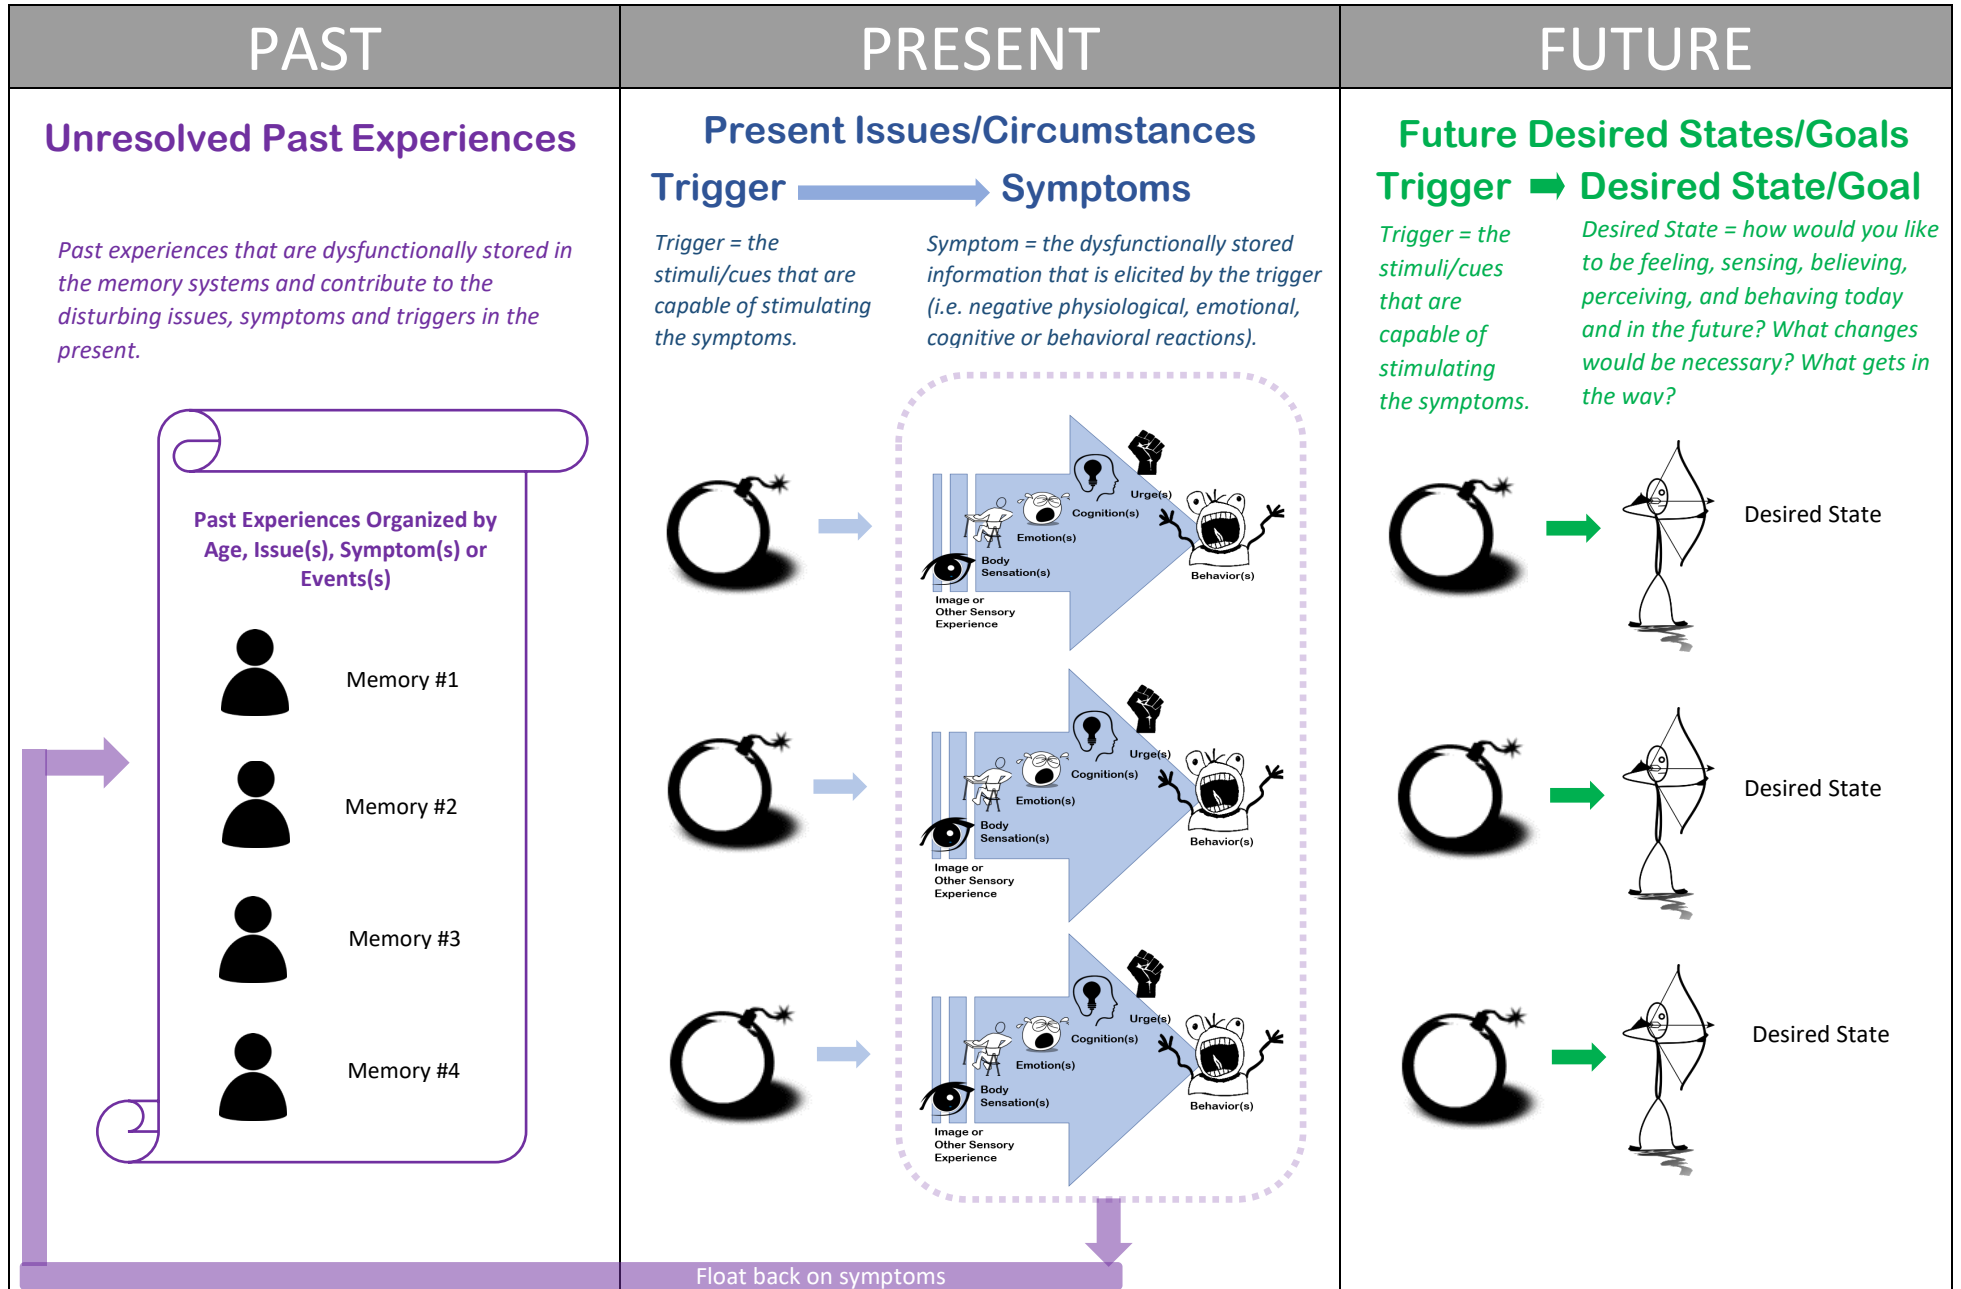 PAST
Unresolved Past Experiences
Past experiences that are dysfunctionally stored in
the memory systems and contribute to the
disturbing issues, symptoms and triggers in the
present.
Past Experiences Organized by
Age, Issue(s), Symptom(s) or
Events(s)
Memory #1
Memory #2
Memory #3
Memory #4
PRESENT
Present Issues/Circumstances
Trigger
Symptoms
Trigger = the
stimuli/cues that are
capable of stimulating
the symptoms.
Symptom = the dysfunctionally stored
information that is elicited by the trigger
(i.e. negative physiological, emotional,
cognitive or behavioral reactions).
Image or
Other Sensory
Experience
Body
Sensation(s)
Emotion(s)
Cognition(s)
Urge(s)
Behavior(s)
Image or
Other Sensory
Experience
Body
Sensation(s)
Emotion(s)
Cognition(s)
Urge(s)
Behavior(s)
Image or
Other Sensory
Experience
Body
Sensation(s)
Emotion(s)
Cognition(s)
Urge(s)
Behavior(s)
Float back on symptoms
FUTURE
Future Desired States/Goals
Trigger
Desired State/Goal
Trigger = the
stimuli/cues
that are
capable of
stimulating
the symptoms.
Desired State = how would you like
to be feeling, sensing, believing,
perceiving, and behaving today
and in the future? What changes
would be necessary? What gets in
the way?
Desired State
Desired State
Desired State